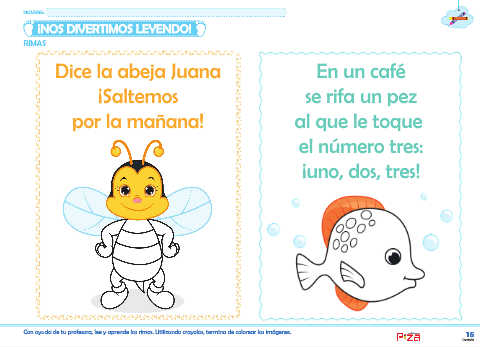 NOMBRE:
¡NOS DIVERTIMOS LEYENDO!
RIMAS
Dice la abeja Juana
¡Saltemos
por la mañana!
En un café
se rifa un pez
al que le toque
el número tres:
¡uno, dos, tres!
Con ayuda de tu profesora, lee y aprende las rimas. Utilizando crayolas, termina de colorear las imágenes.
PIZA
16